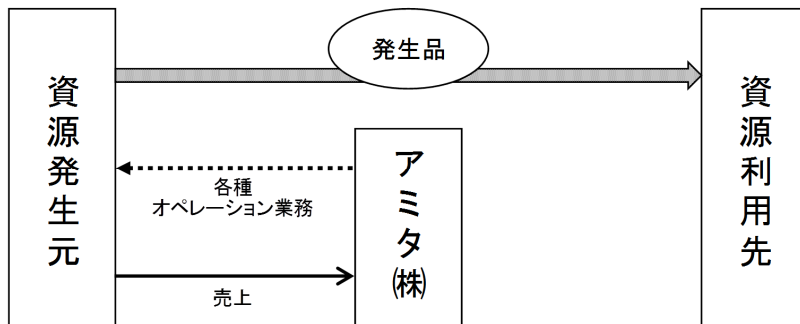 発生品
資源発生元
資源利用先
アミタ㈱
各種
オペレーション業務
売上